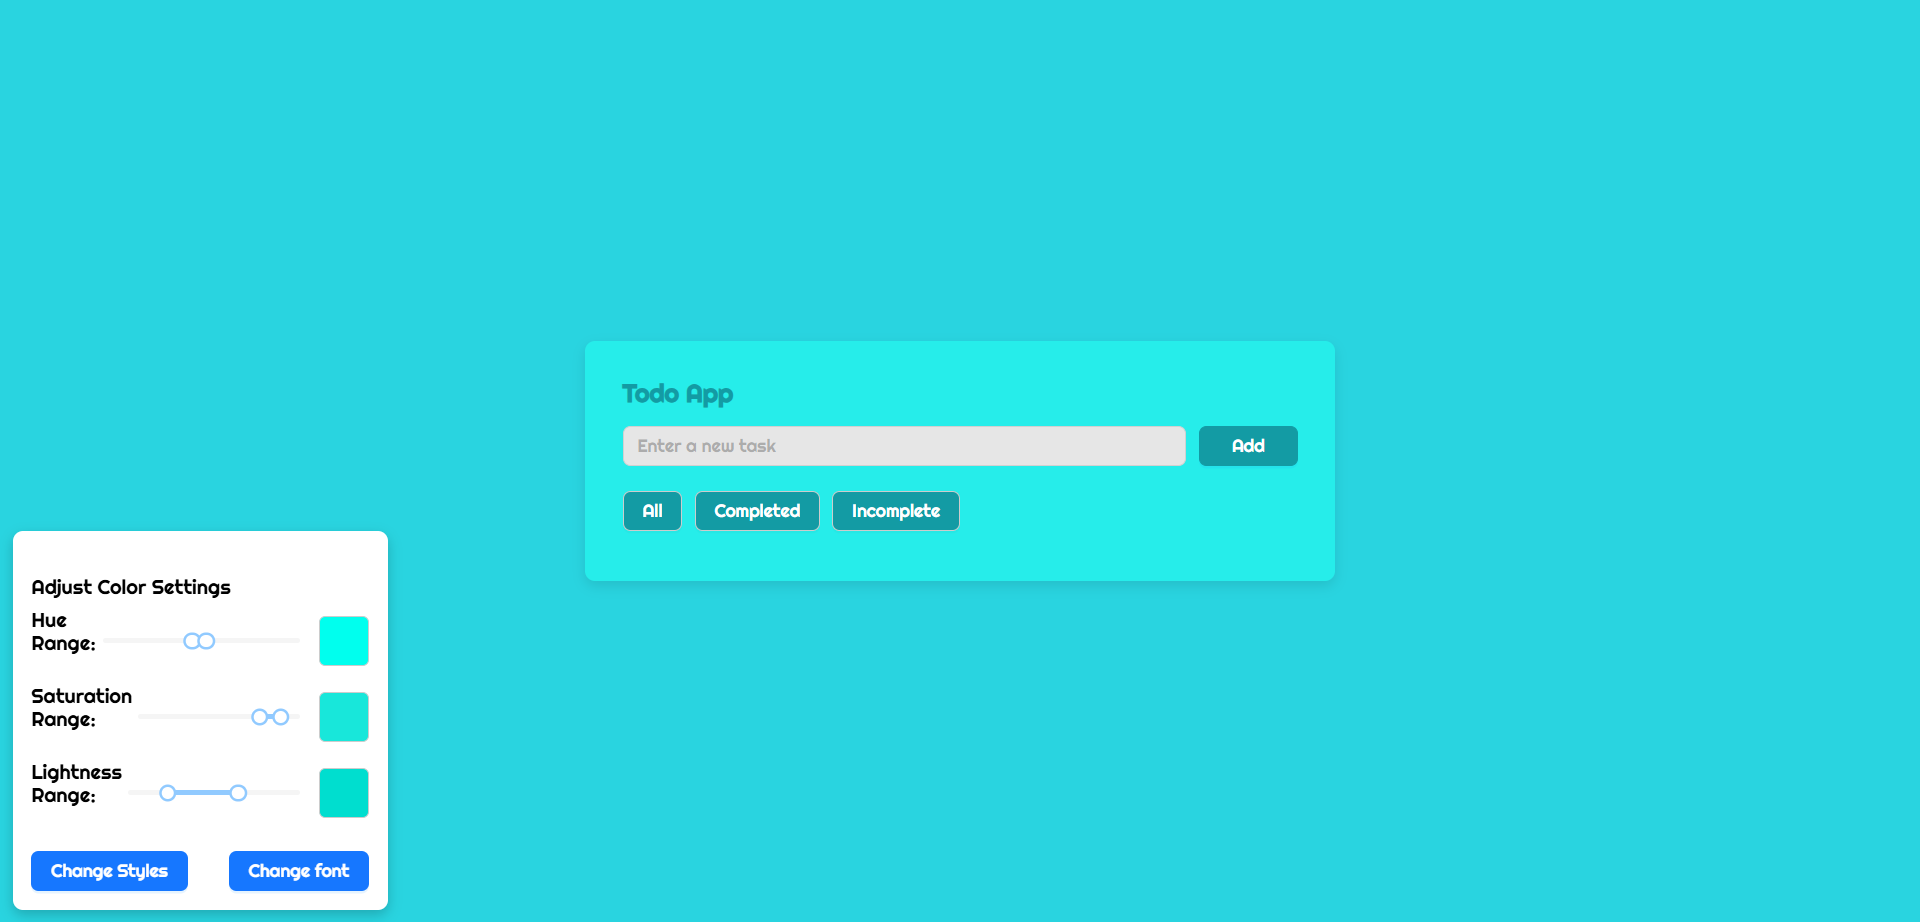 Todo App
Enter a new task
Add
All
Completed
Incomplete
Adjust Color Settings
Hue
Range:
Saturation
Range:
Lightness
Range:
Change Styles
Change font